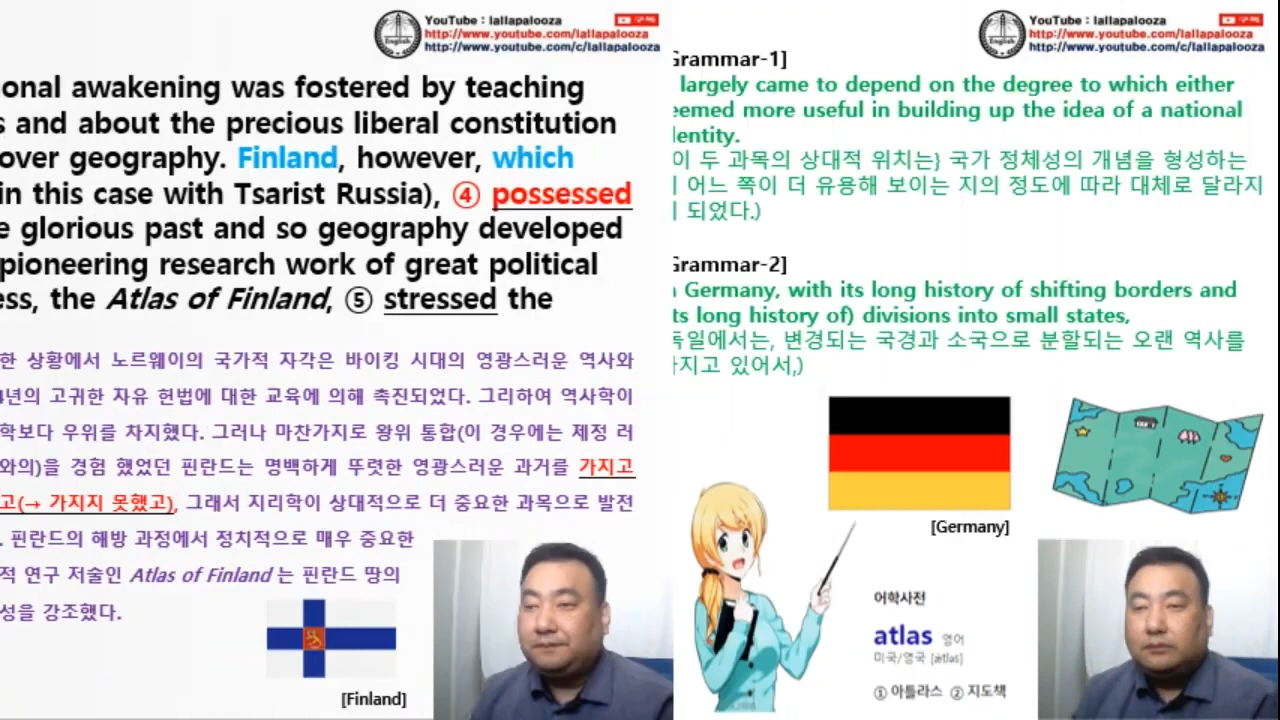 YouTube : lallapalooza
http://www.youtube.com/lallapalooza
http://www.youtube.com/c/lallapalooza
English
onal awakening was fostered by teaching
s and about the precious liberal constitution
over geography. Finland, however, which
in this case with Tsarist Russia), ④ possessed
e glorious past and so geography developed
pioneering research work of great political
ess, the Atlas of Finland, ⑤ stressed the
한 상황에서 노르웨이의 국가적 자각은 바이킹 시대의 영광스러운 역사와
4년의 고귀한 자유 헌법에 대한 교육에 의해 촉진되었다. 그리하여 역사학이
학보다 우위를 차지했다. 그러나 마찬가지로 왕위 통합(이 경우에는 제정 러
와의)을 경험 했었던 핀란드는 명백하게 뚜렷한 영광스러운 과거를 가지고
고(→ 가지지 못했고), 그래서 지리학이 상대적으로 더 중요한 과목으로 발전
. 핀란드의 해방 과정에서 정치적으로 매우 중요한
적 연구 저술인 Atlas of Finland 는 핀란드 땅의
성을 강조했다.
[Finland]
YouTube : lallapalooza
http://www.youtube.com/lallapalooza
http://www.youtube.com/c/lallapalooza
English
Grammar-1]
largely came to depend on the degree to which either
eemed more useful in building up the idea of a national
dentity.
이 두 과목의 상대적 위치는} 국가 정체성의 개념을 형성하는
어느 쪽이 더 유용해 보이는 지의 정도에 따라 대체로 달라지
되었다.)
Grammar-2]
n Germany, with its long history of shifting borders and
ts long history of) divisions into small states,
독일에서는, 변경되는 국경과 소국으로 분할되는 오랜 역사를
가지고 있어서,)
[Germany]
어학사전
atlas 영어
미국/영국 [ǽtləs]
① 아틀라스 ② 지도책